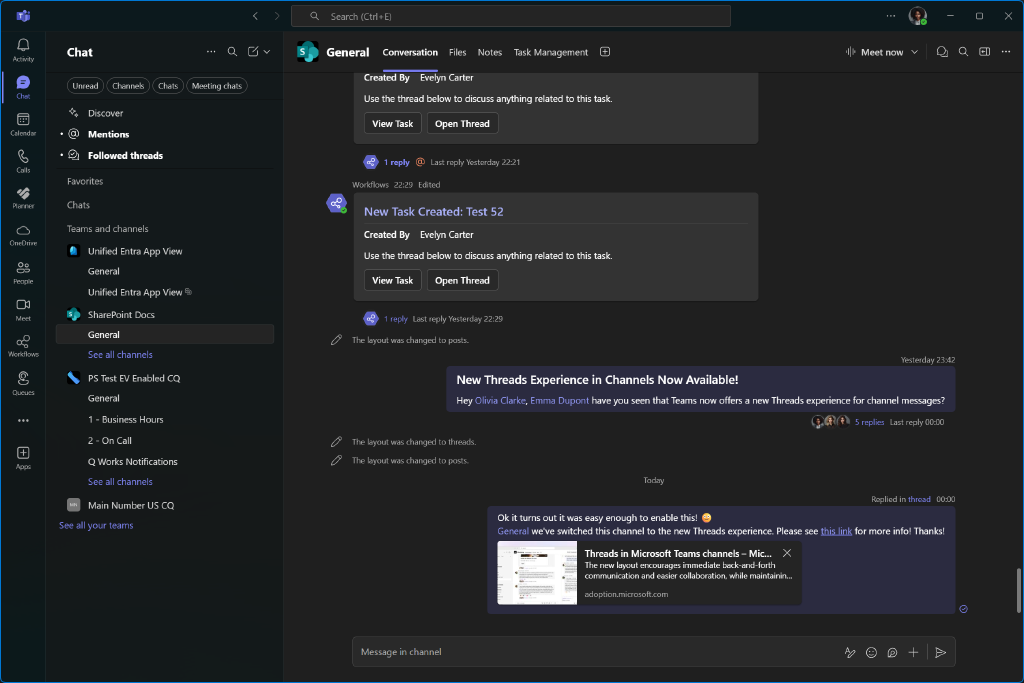 Search (Ctrl+E)
Activity
Chat
Calendar
Calls
Planner
OneDrive
People
Meet
Workflows
Queues
Apps
Chat
Unread
Channels
Chats
Meeting chats
Discover
Mentions
Followed threads
Favorites
Chats
Teams and channels
Unified Entra App View
General
Unified Entra App View
SharePoint Docs
General
See all channels
PS Test EV Enabled CQ
General
1 - Business Hours
2 - On Call
Q Works Notifications
See all channels
Main Number US CQ
See all your teams
General Conversation Files Notes Task Management
Meet now
Created By Evelyn Carter
Use the thread below to discuss anything related to this task.
View Task Open Thread
1 reply @ Last reply Yesterday 22:21
Workflows 22:29 Edited
New Task Created: Test 52
Created By Evelyn Carter
Use the thread below to discuss anything related to this task.
View Task Open Thread
1 reply Last reply Yesterday 22:29
The layout was changed to posts.
Yesterday 23:42
New Threads Experience in Channels Now Available!
Hey Olivia Clarke, Emma Dupont have you seen that Teams now offers a new Threads experience for channel messages?
5 replies Last reply 00:00
The layout was changed to threads.
The layout was changed to posts.
Today
Replied in thread 00:00
Ok it turns out it was easy enough to enable this! 😀
General we've switched this channel to the new Threads experience. Please see this link for more info! Thanks!
Threads in Microsoft Teams channels – Mic...
The new layout encourages immediate back-and-forth
communication and easier collaboration, while maintainin...
adoption.microsoft.com
Message in channel